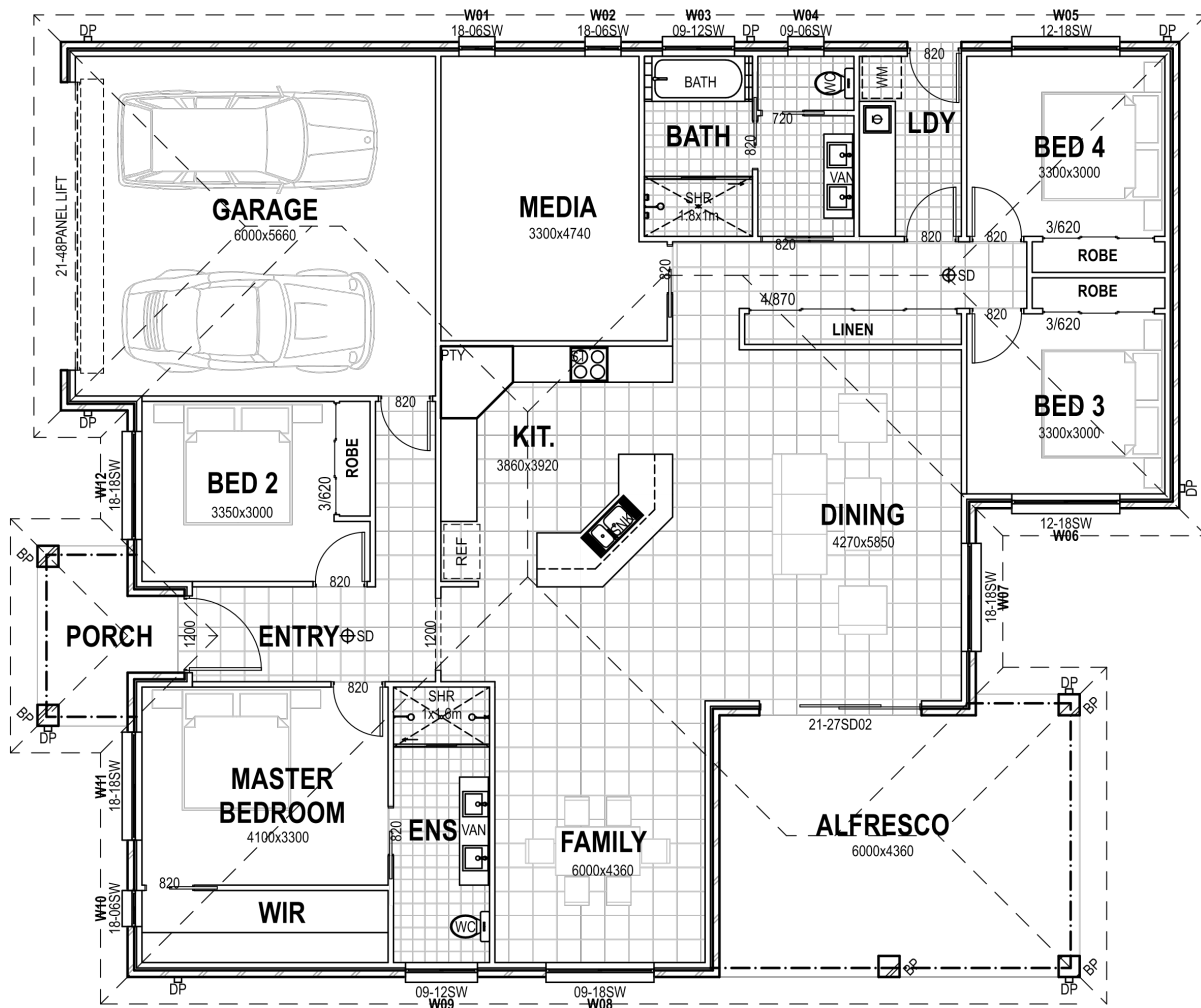 W01
W02
W03
W04
W05
DP
18-06SW
18-06SW
09-12SW
DP
09-06SW
12-18SW
DP
820
BATH
WC
WM
720
BATH
820
LDY
VAN
BED 4
3300x3000
21-48PANEL LIFT
GARAGE
6000x5660
MEDIA
3300x4740
SHR
1.8x1m
820
820
820
3/620
ROBE
820
SD
ROBE
4/870
LINEN
820
3/620
PTY
DP
820
KIT.
3860x3920
BED 3
3300x3000
W12
18-18SW
BED 2
3350x3000
3/620
ROBE
REF
SNK
DINING
4270x5850
DP
12-18SW
W06
BP
820
W07
18-18SW
PORCH
1200
ENTRY
SD
1200
BP
DP
820
SHR
DP
BP
21-27SD02
W11
18-18SW
MASTER
BEDROOM
4100x3300
820
ENS
VAN
FAMILY
6000x4360
ALFRESCO
6000x4360
W10
18-06SW
820
WIR
WC
BP
BP
DP
09-12SW
W09
09-18SW
W08
DP